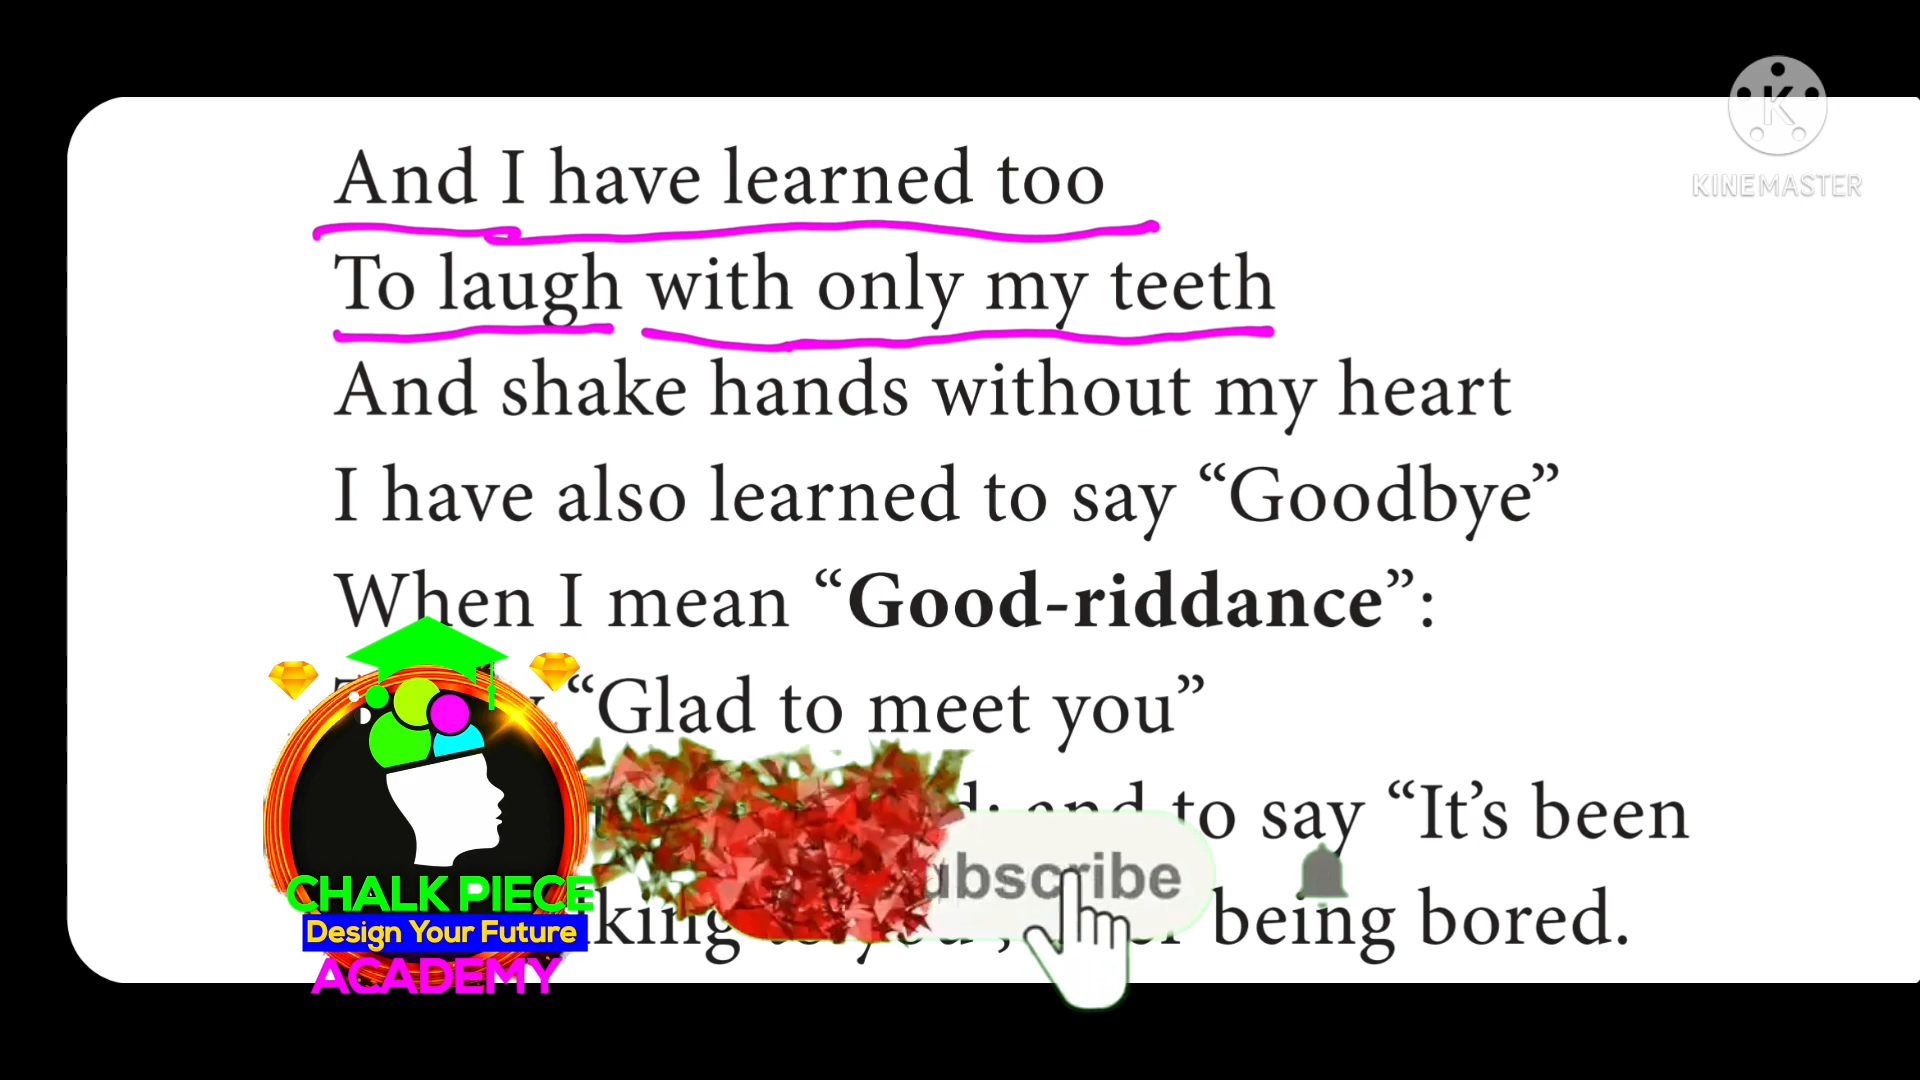 And I have learned too
To laugh with only my teeth
And shake hands without my heart
I have also learned to say “Goodbye”
When I mean “Good-riddance”:
“Glad to meet you”
and to say “It’s been
being bored.
KINEMASTER
CHALK PIECE
Design Your Future
ACADEMY
ubscribe